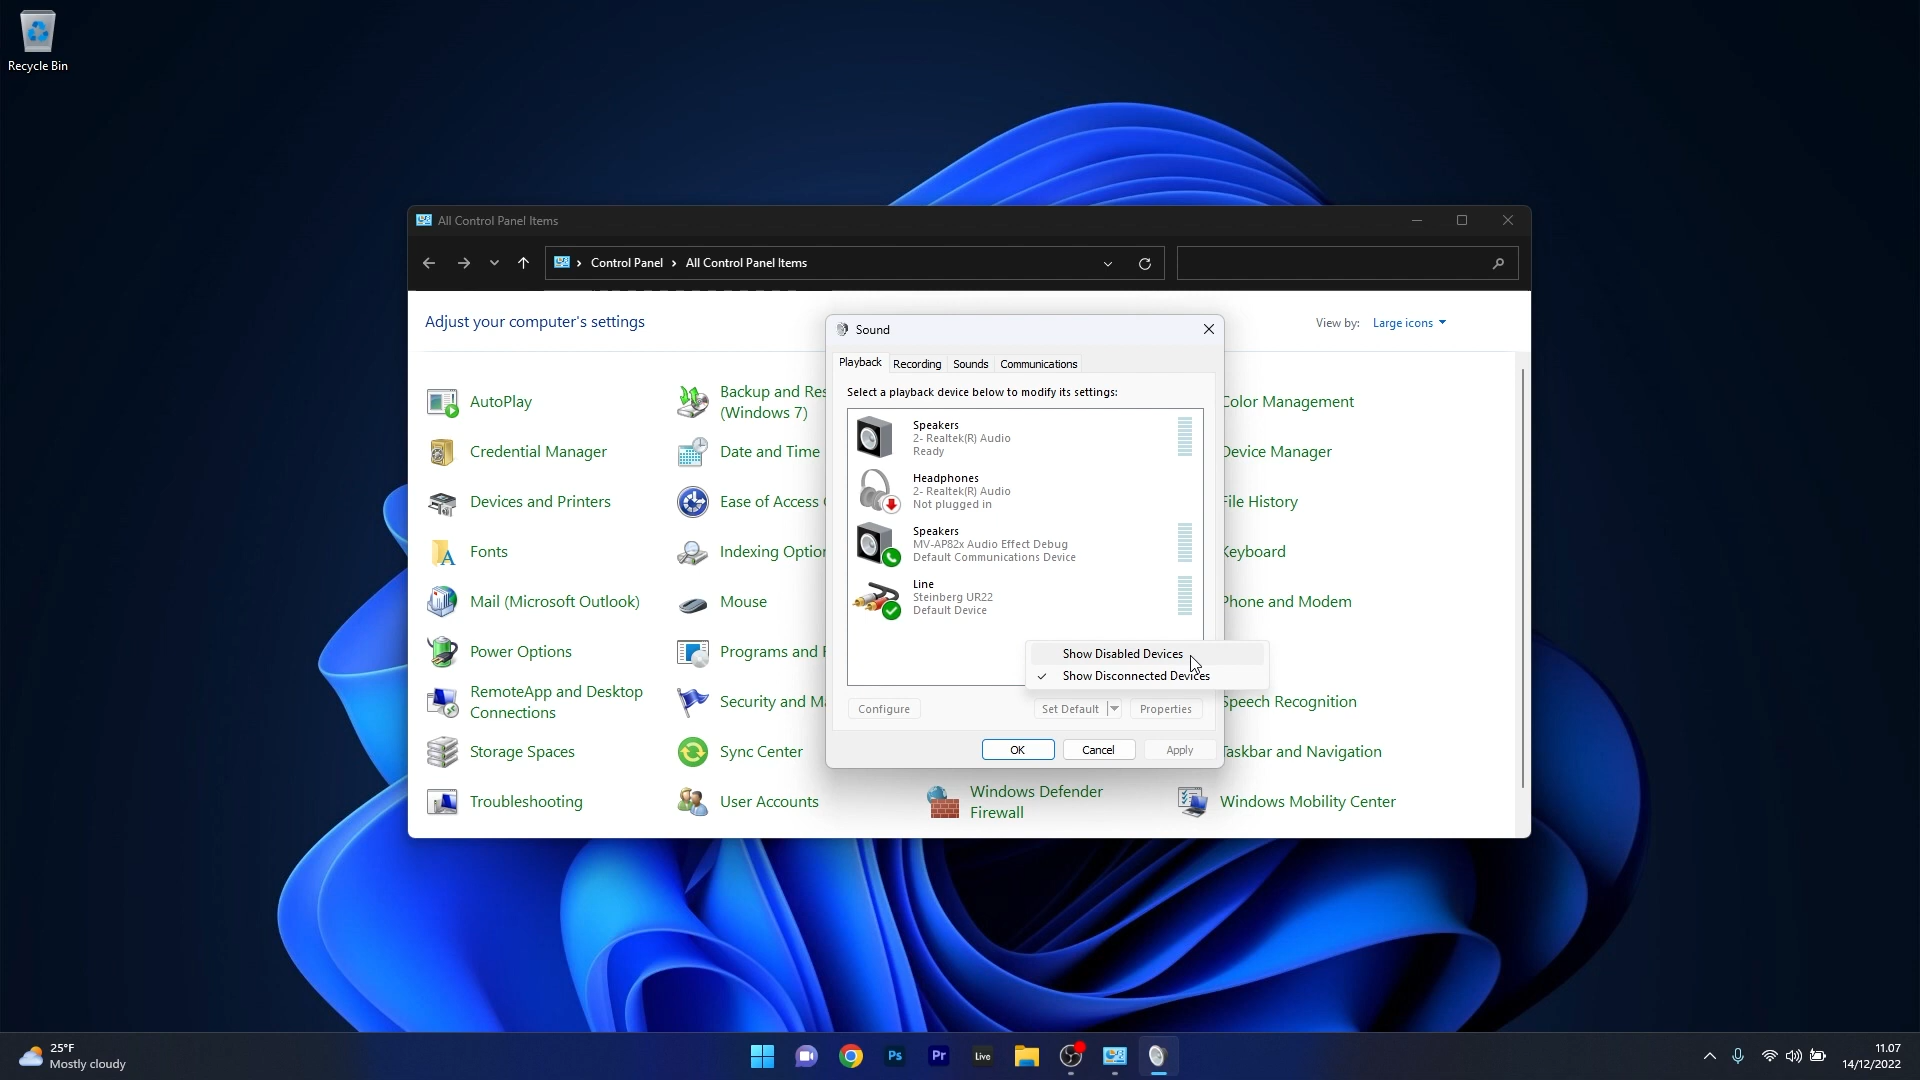 Recycle Bin
All Control Panel Items
Control Panel > All Control Panel Items
Adjust your computer's settings
View by: Large icons
AutoPlay
Backup and Res
(Windows 7)
Color Management
Credential Manager
Date and Time
Device Manager
Devices and Printers
Ease of Access
File History
Fonts
Indexing Option
Keyboard
Mail (Microsoft Outlook)
Mouse
Phone and Modem
Power Options
Programs and F
RemoteApp and Desktop
Connections
Security and Ma
Speech Recognition
Storage Spaces
Sync Center
Taskbar and Navigation
Troubleshooting
User Accounts
Windows Defender
Firewall
Windows Mobility Center
Sound
Playback Recording Sounds Communications
Select a playback device below to modify its settings:
Speakers
2- Realtek(R) Audio
Ready
Headphones
2- Realtek(R) Audio
Not plugged in
Speakers
MV-AP82x Audio Effect Debug
Default Communications Device
Line
Steinberg UR22
Default Device
Show Disabled Devices
Show Disconnected Devices
Configure Set Default Properties
OK Cancel Apply
25°F
Mostly cloudy
Ps
Pr
Live
11.07
14/12/2022